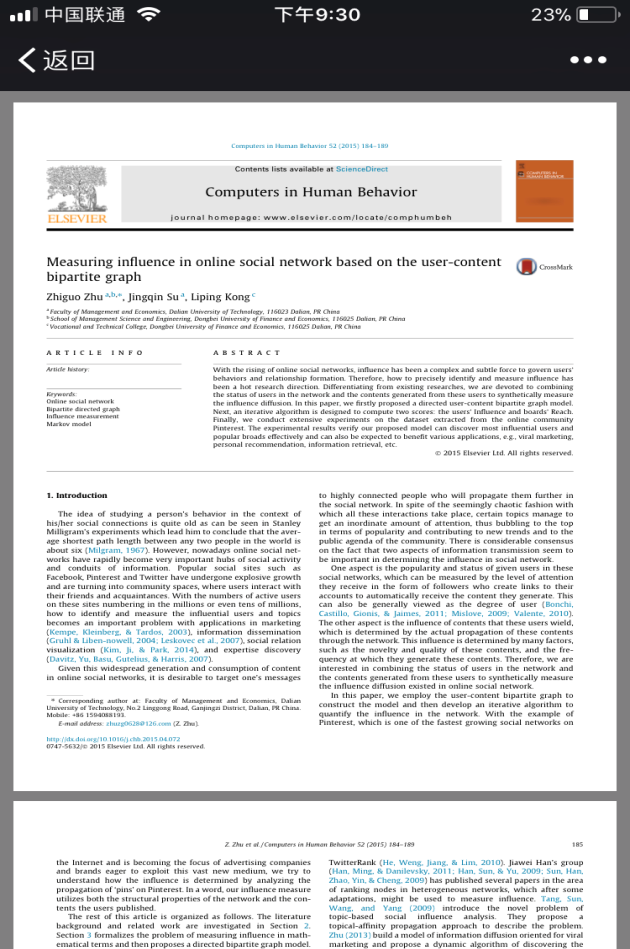 中国联通
下午9:30
23%
返回
Computers in Human Behavior 52 (2015) 184–189
Contents lists available at ScienceDirect
Computers in Human Behavior
journal homepage: www.elsevier.com/locate/comphumbeh
ELSEVIER
COMPUTERS IN
HUMAN BEHAVIOR
Measuring influence in online social network based on the user-content
bipartite graph
CrossMark
Zhiguo Zhu a,b,*, Jingqin Su a, Liping Kong c
a Faculty of Management and Economics, Dalian University of Technology, 116023 Dalian, PR China
b School of Management Science and Engineering, Dongbei University of Finance and Economics, 116025 Dalian, PR China
c Vocational and Technical College, Dongbei University of Finance and Economics, 116025 Dalian, PR China
ARTICLE INFO
Article history:
Keywords:
Online social network
Bipartite directed graph
Influence measurement
Markov model
ABSTRACT
With the rising of online social networks, influence has been a complex and subtle force to govern users'
behaviors and relationship formation. Therefore, how to precisely identify and measure influence has
been a hot research direction. Differentiating from existing researches, we are devoted to combining
the status of users in the network and the contents generated from these users to synthetically measure
the influence diffusion. In this paper, we firstly proposed a directed user-content bipartite graph model.
Next, an iterative algorithm is designed to compute two scores: the users' Influence and boards' Reach.
Finally, we conduct extensive experiments on the dataset extracted from the online community
Pinterest. The experimental results verify our proposed model can discover most influential users and
popular broads effectively and can also be expected to benefit various applications, e.g., viral marketing,
personal recommendation, information retrieval, etc.
© 2015 Elsevier Ltd. All rights reserved.
1. Introduction
The idea of studying a person's behavior in the context of
his/her social connections is quite old as can be seen in Stanley
Milligram's experiments which lead him to conclude that the aver-
age shortest path length between any two people in the world is
about six (Milgram, 1967). However, nowadays online social net-
works have rapidly become very important hubs of social activity
and conduits of information. Popular social sites such as
Facebook, Pinterest and Twitter have undergone explosive growth
and are turning into community spaces, where users interact with
their friends and acquaintances. With the numbers of active users
on these sites numbering in the millions or even tens of millions,
how to identify and measure the influential users and topics
becomes an important problem with applications in marketing
(Kempe, Kleinberg, & Tardos, 2003), information dissemination
(Gruhl & Liben-nowell, 2004; Leskovec et al., 2007), social relation
visualization (Kim, Ji, & Park, 2014), and expertise discovery
(Davitz, Yu, Basu, Gutelius, & Harris, 2007).
Given this widespread generation and consumption of content
in online social networks, it is desirable to target one's messages
* Corresponding author at: Faculty of Management and Economics, Dalian
University of Technology, No.2 Linggong Road, Ganjingzi District, Dalian, PR China.
Mobile: +86 1594088193.
E-mail address: zhuzg0628@126.com (Z. Zhu).
http://dx.doi.org/10.1016/j.chb.2015.04.072
0747-5632/© 2015 Elsevier Ltd. All rights reserved.
to highly connected people who will propagate them further in
the social network. In spite of the seemingly chaotic fashion with
which all these interactions take place, certain topics manage to
get an inordinate amount of attention, thus bubbling to the top
in terms of popularity and contributing to new trends and to the
public agenda of the community. There is considerable consensus
on the fact that two aspects of information transmission seem to
be important in determining the influence in social network.
One aspect is the popularity and status of given users in these
social networks, which can be measured by the level of attention
they receive in the form of followers who create links to their
accounts to automatically receive the content they generate. This
can also be generally viewed as the degree of user (Bonchi,
Castillo, Gionis, & Jaimes, 2011; Mislove, 2009; Valente, 2010).
The other aspect is the influence of contents that these users wield,
which is determined by the actual propagation of these contents
through the network. This influence is determined by many factors,
such as the novelty and quality of these contents, and the fre-
quency at which they generate these contents. Therefore, we are
interested in combining the status of users in the network and
the contents generated from these users to synthetically measure
the influence diffusion existed in online social network.
In this paper, we employ the user-content bipartite graph to
construct the model and then develop an iterative algorithm to
quantify the influence in the network. With the example of
Pinterest, which is one of the fastest growing social networks on
Z. Zhu et al. / Computers in Human Behavior 52 (2015) 184–189
185
the Internet and is becoming the focus of advertising companies
and brands eager to exploit this vast new medium, we try to
understand how the influence is determined by analyzing the
propagation of 'pins' on Pinterest. In a word, our influence measure
utilizes both the structural properties of the network and the con-
tents the users published.
The rest of this article is organized as follows. The literature
background and related work are investigated in Section 2.
Section 3 formalizes the problem of measuring influence in math-
ematical terms and then proposes a directed bipartite graph model.
TwitterRank (He, Weng, Jiang, & Lim, 2010). Jiawei Han's group
(Han, Ming, & Danilevsky, 2011; Han, Sun, & Yu, 2009; Sun, Han,
Zhao, Yin, & Cheng, 2009) has published several papers in the area
of ranking nodes in heterogeneous networks, which after some
adaptations, might be used to measure influence. Tang, Sun,
Wang, and Yang (2009) introduce the novel problem of
topic-based social influence analysis. They propose a
topical-affinity propagation approach to describe the problem.
Zhu (2013) build a model of information diffusion oriented for viral
marketing and propose a dynamic algorithm of discovering the